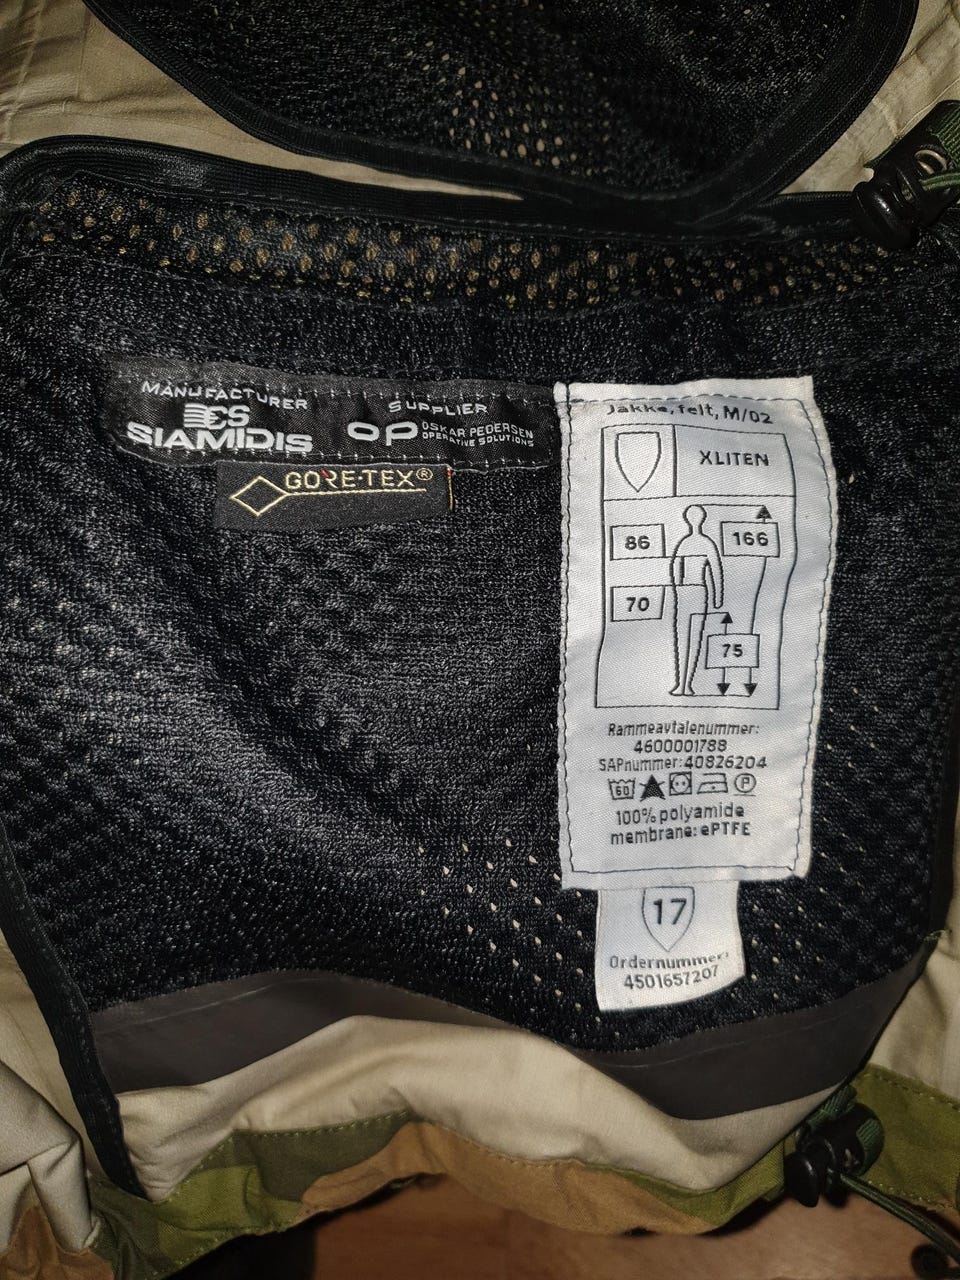 MANUFACTURER
SIAMIDIS
SUPPLIER
OP OSKAR PEDERSEN
OPERATIVE SOLUTIONS
GORE-TEX®
Jakke, felt, M/02
XLITEN
86
166
70
75
Rammeavtalenummer:
4600001788
SAPnummer: 40826204
60
P
100% polyamide
membrane: ePTFE
17
Ordernummer:
4501657207